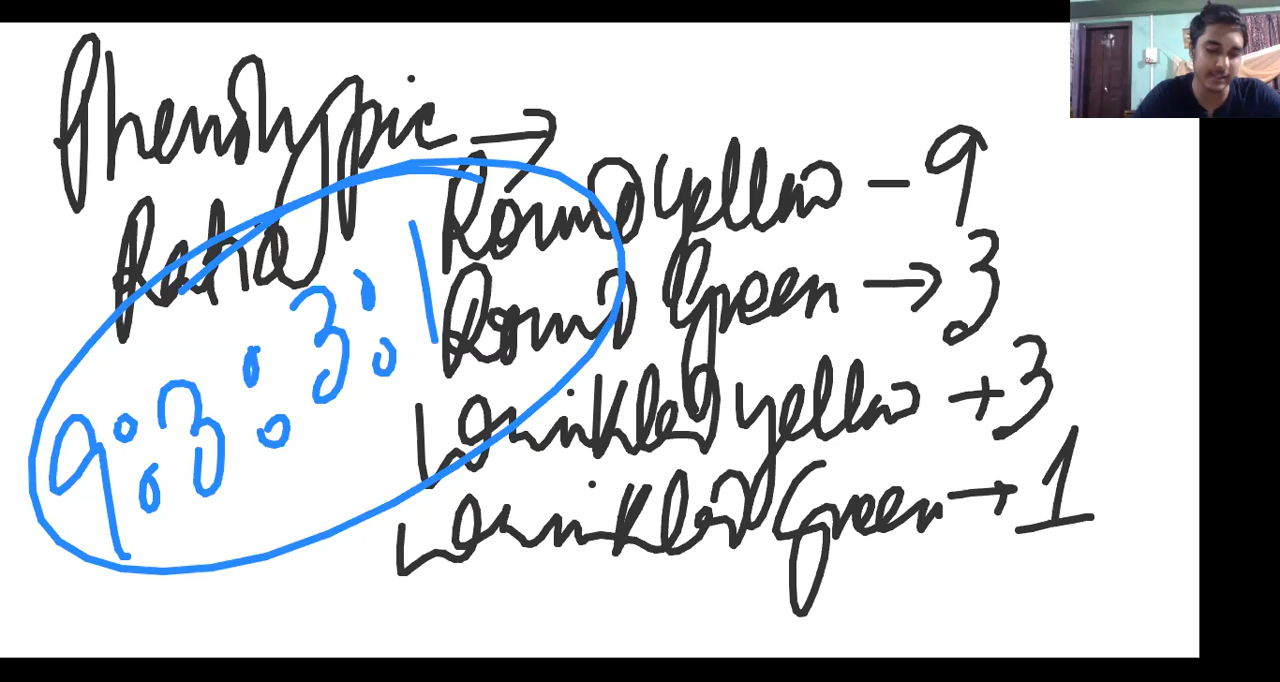 Phenotypic →
Ratio
Round yellow - 9
Round Green → 3
Wrinkled yellow → 3
Wrinkled Green → 1
9:3:3:1